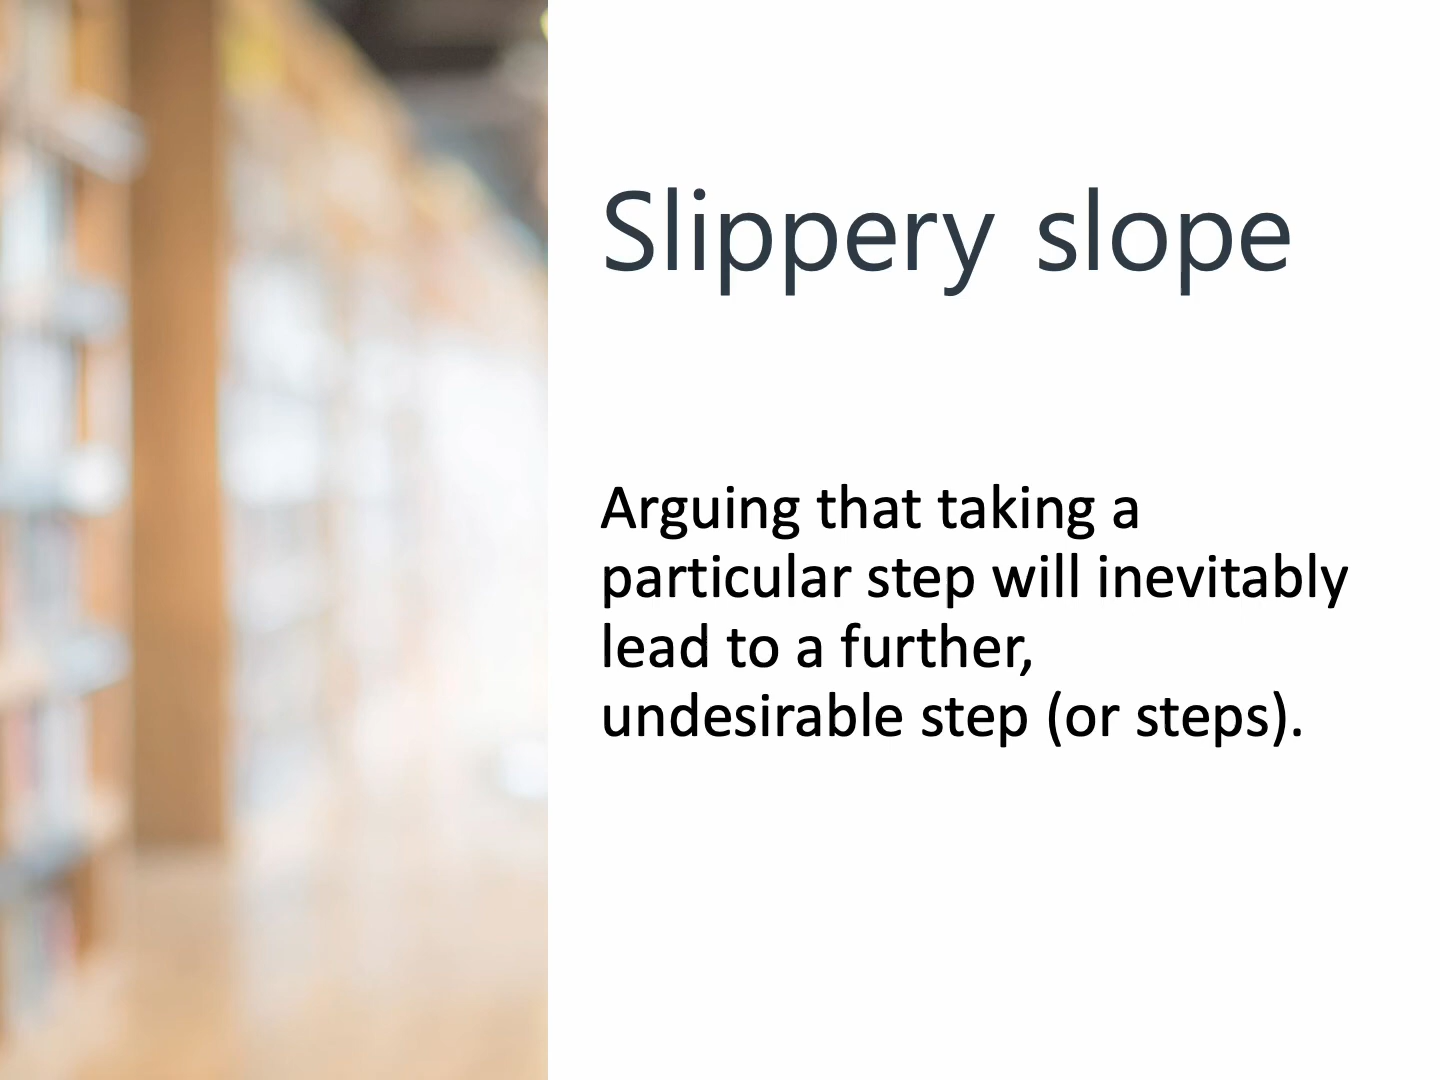 Slippery slope
Arguing that taking a
particular step will inevitably
lead to a further,
undesirable step (or steps).